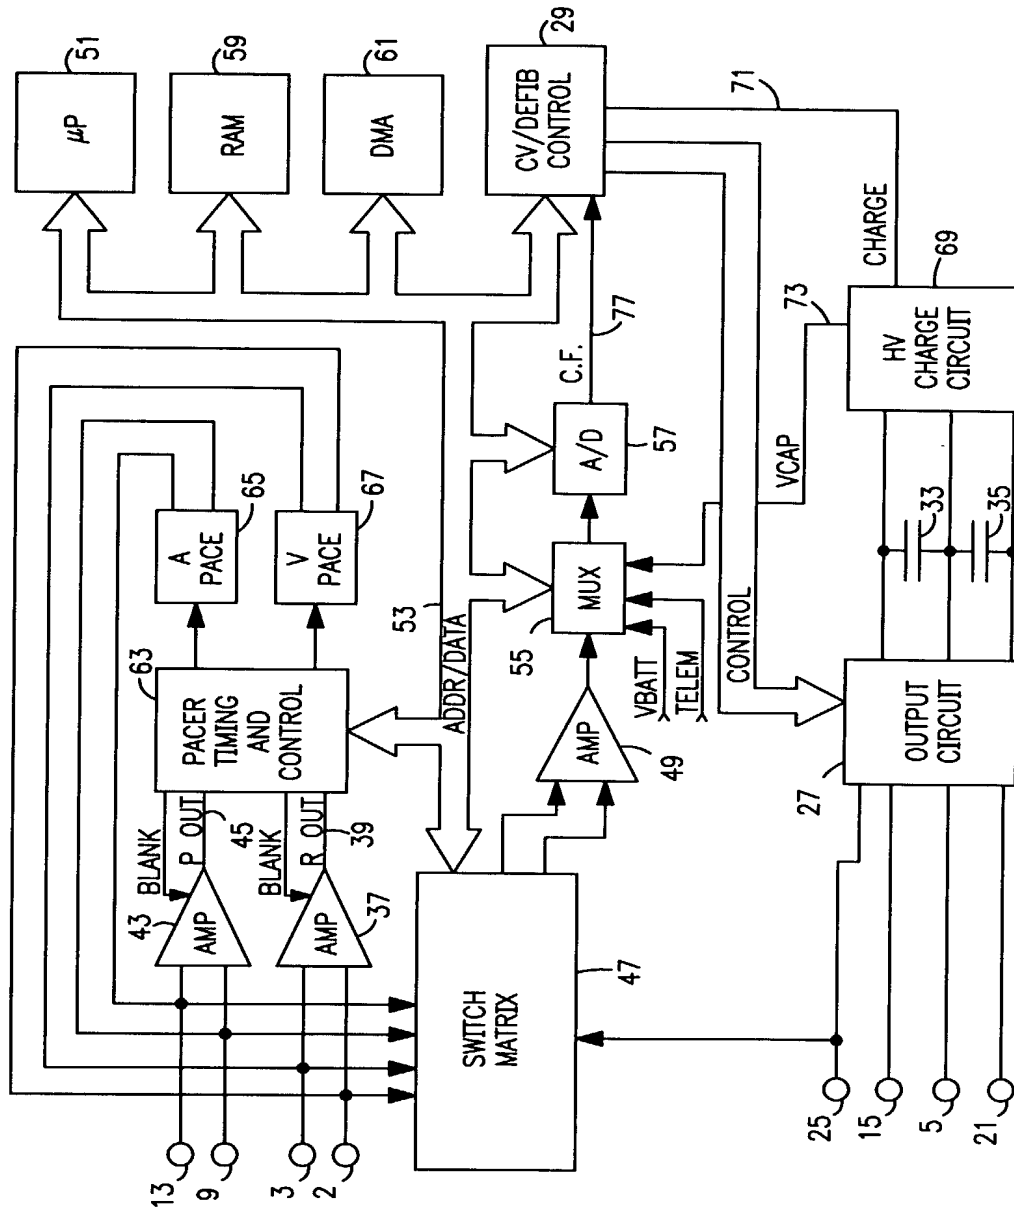 13
9
3
2
43
AMP
BLANK
P OUT
45
37
AMP
BLANK
R OUT
39
63
PACER
TIMING
AND
CONTROL
A
PACE
65
V
PACE
67
μP
51
RAM
59
DMA
61
CV/DEFIB
CONTROL
29
53
ADDR/DATA
SWITCH
MATRIX
47
AMP
49
55
MUX
VBATT
TELEM
A/D
57
C.F.
77
71
CONTROL
VCAP
73
CHARGE
HV
CHARGE
CIRCUIT
69
33
35
OUTPUT
CIRCUIT
27
25
15
5
21